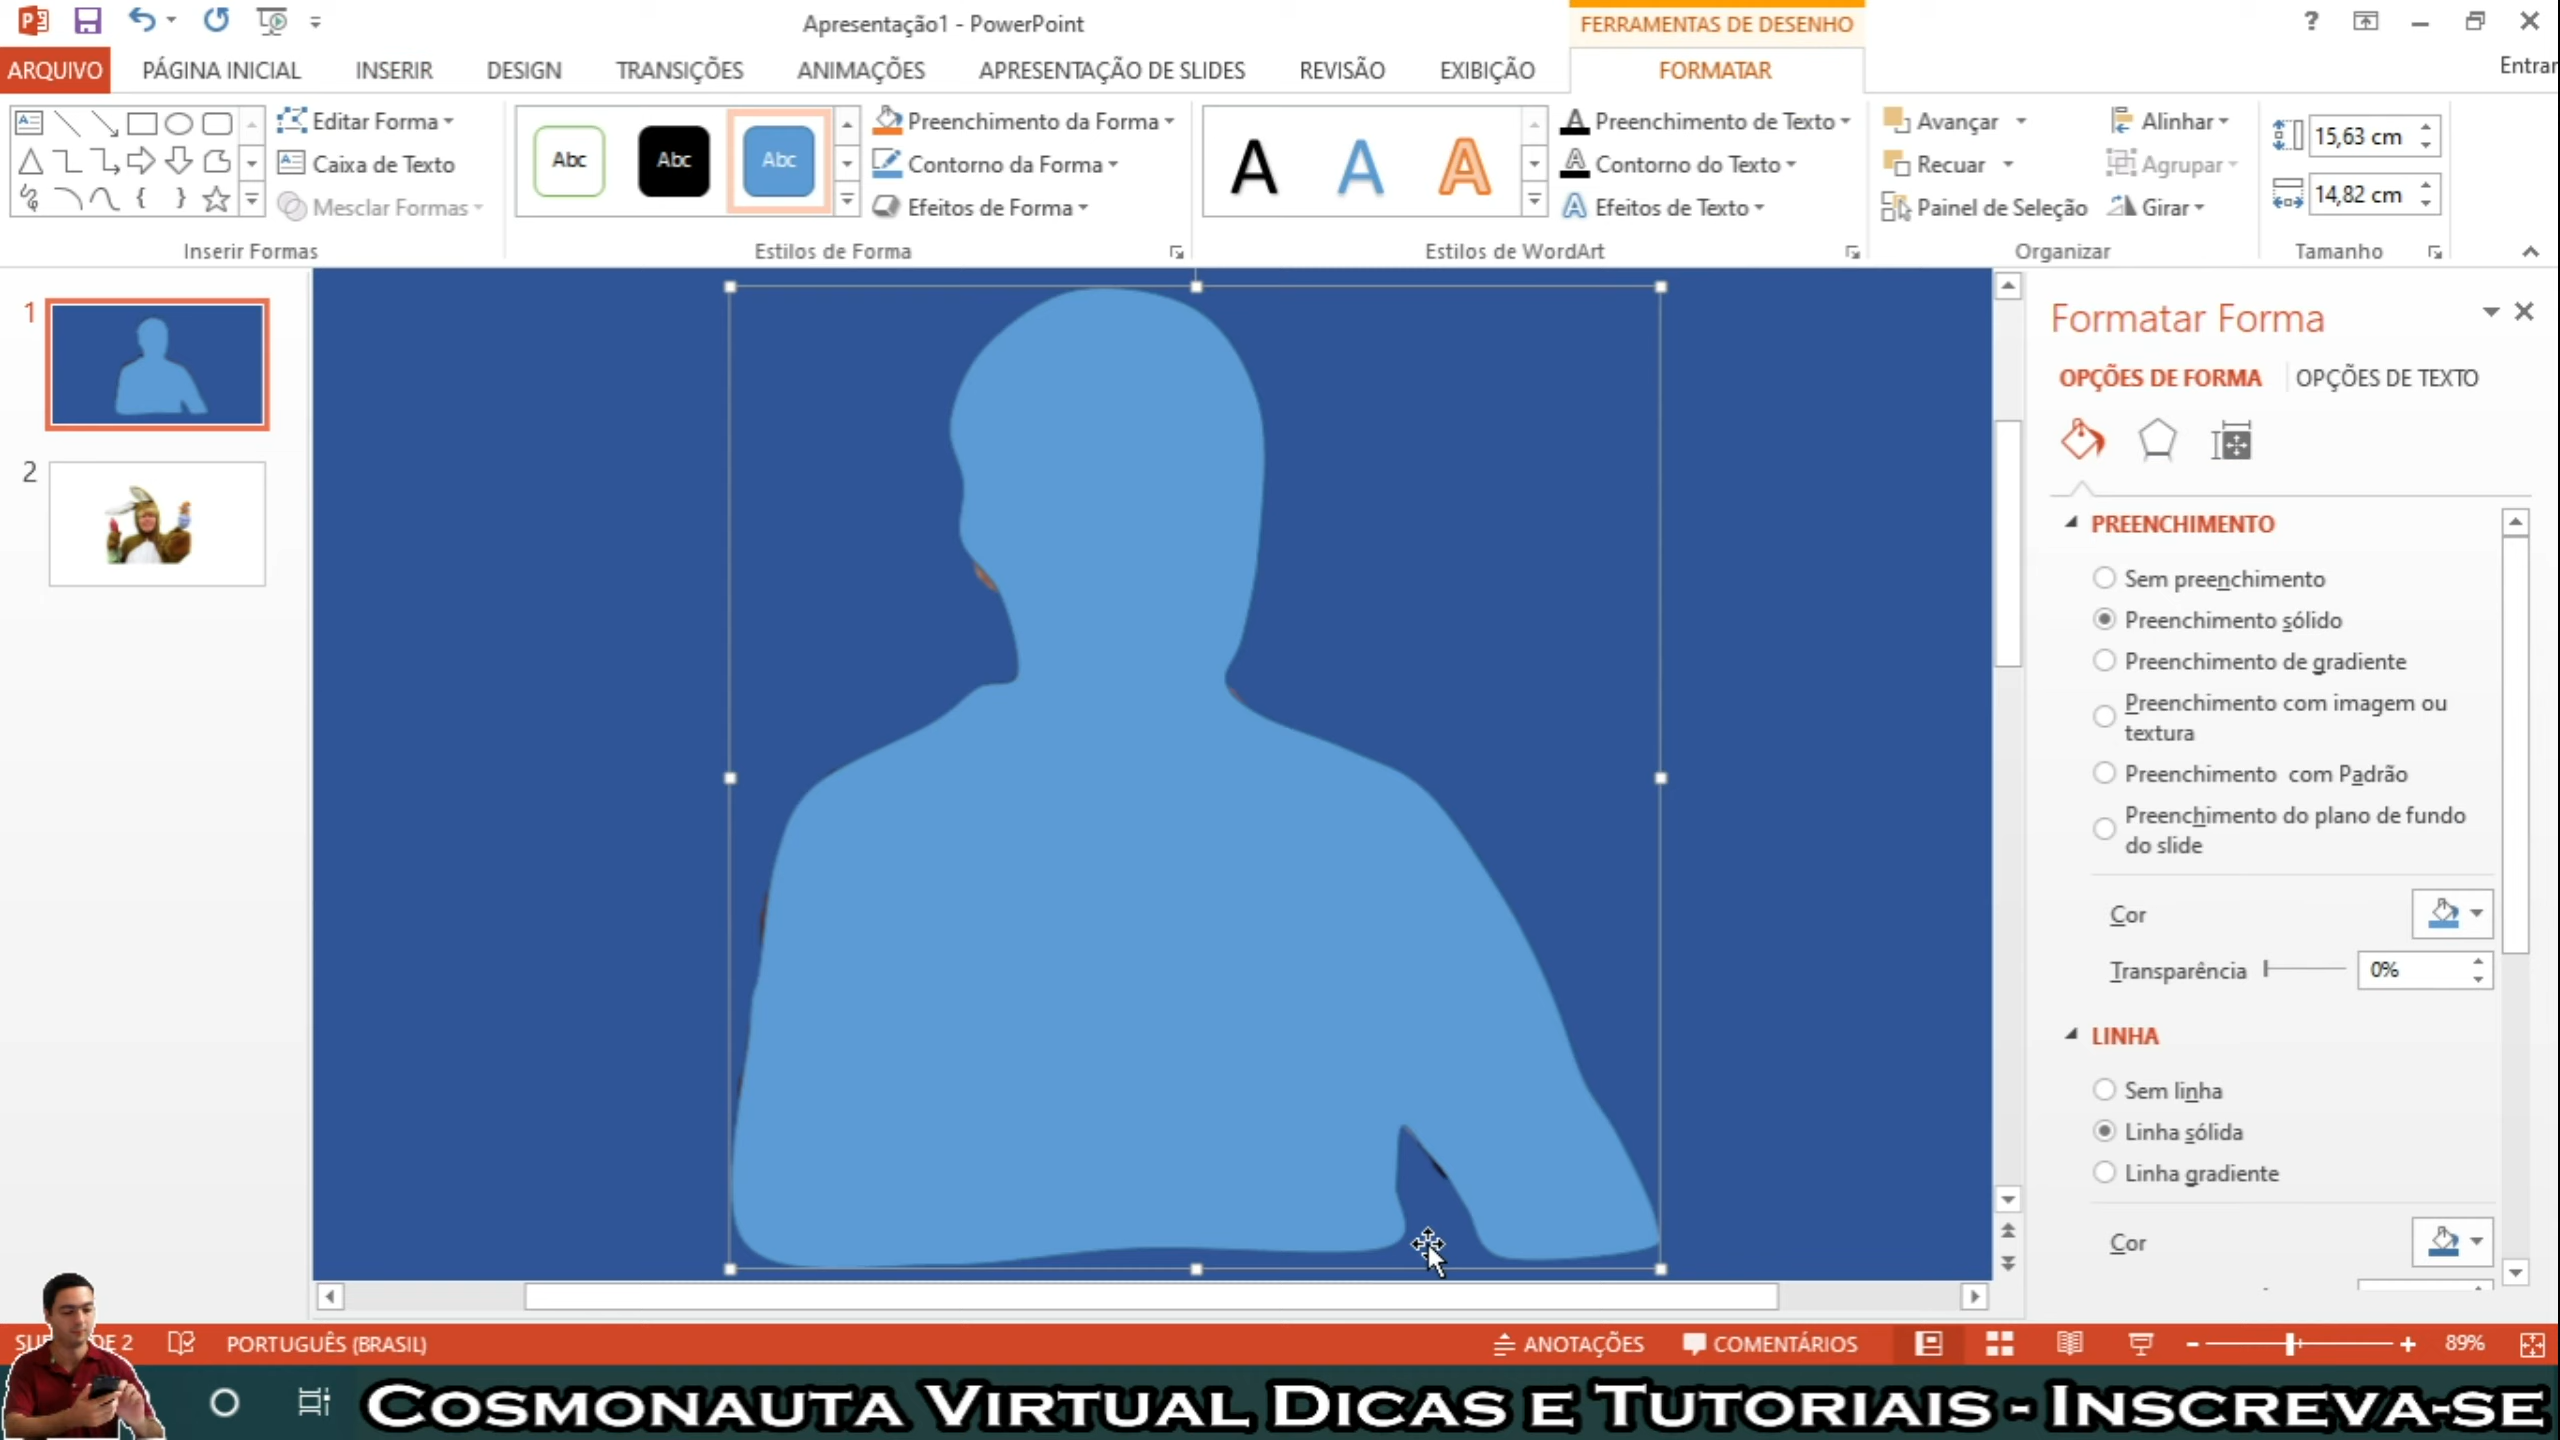 Apresentação1 - PowerPoint
FERRAMENTAS DE DESENHO
?
ARQUIVO
PÁGINA INICIAL
INSERIR
DESIGN
TRANSIÇÕES
ANIMAÇÕES
APRESENTAÇÃO DE SLIDES
REVISÃO
EXIBIÇÃO
FORMATAR
Entrar
Editar Forma
Caixa de Texto
Mesclar Formas
Inserir Formas
Abc
Abc
Abc
Preenchimento da Forma
Contorno da Forma
Efeitos de Forma
Estilos de Forma
A
A
A
Preenchimento de Texto
Contorno do Texto
Efeitos de Texto
Estilos de WordArt
Avançar
Recuar
Painel de Seleção
Alinhar
Agrupar
Girar
Organizar
15,63 cm
14,82 cm
Tamanho
1
2
Formatar Forma
OPÇÕES DE FORMA
OPÇÕES DE TEXTO
PREENCHIMENTO
Sem preenchimento
Preenchimento sólido
Preenchimento de gradiente
Preenchimento com imagem ou
textura
Preenchimento com Padrão
Preenchimento do plano de fundo
do slide
Cor
Transparência
0%
LINHA
Sem linha
Linha sólida
Linha gradiente
Cor
DE 2
PORTUGUÊS (BRASIL)
ANOTAÇÕES
COMENTÁRIOS
89%
COSMONAUTA VIRTUAL DICAS E TUTORIAIS - INSCREVA-SE